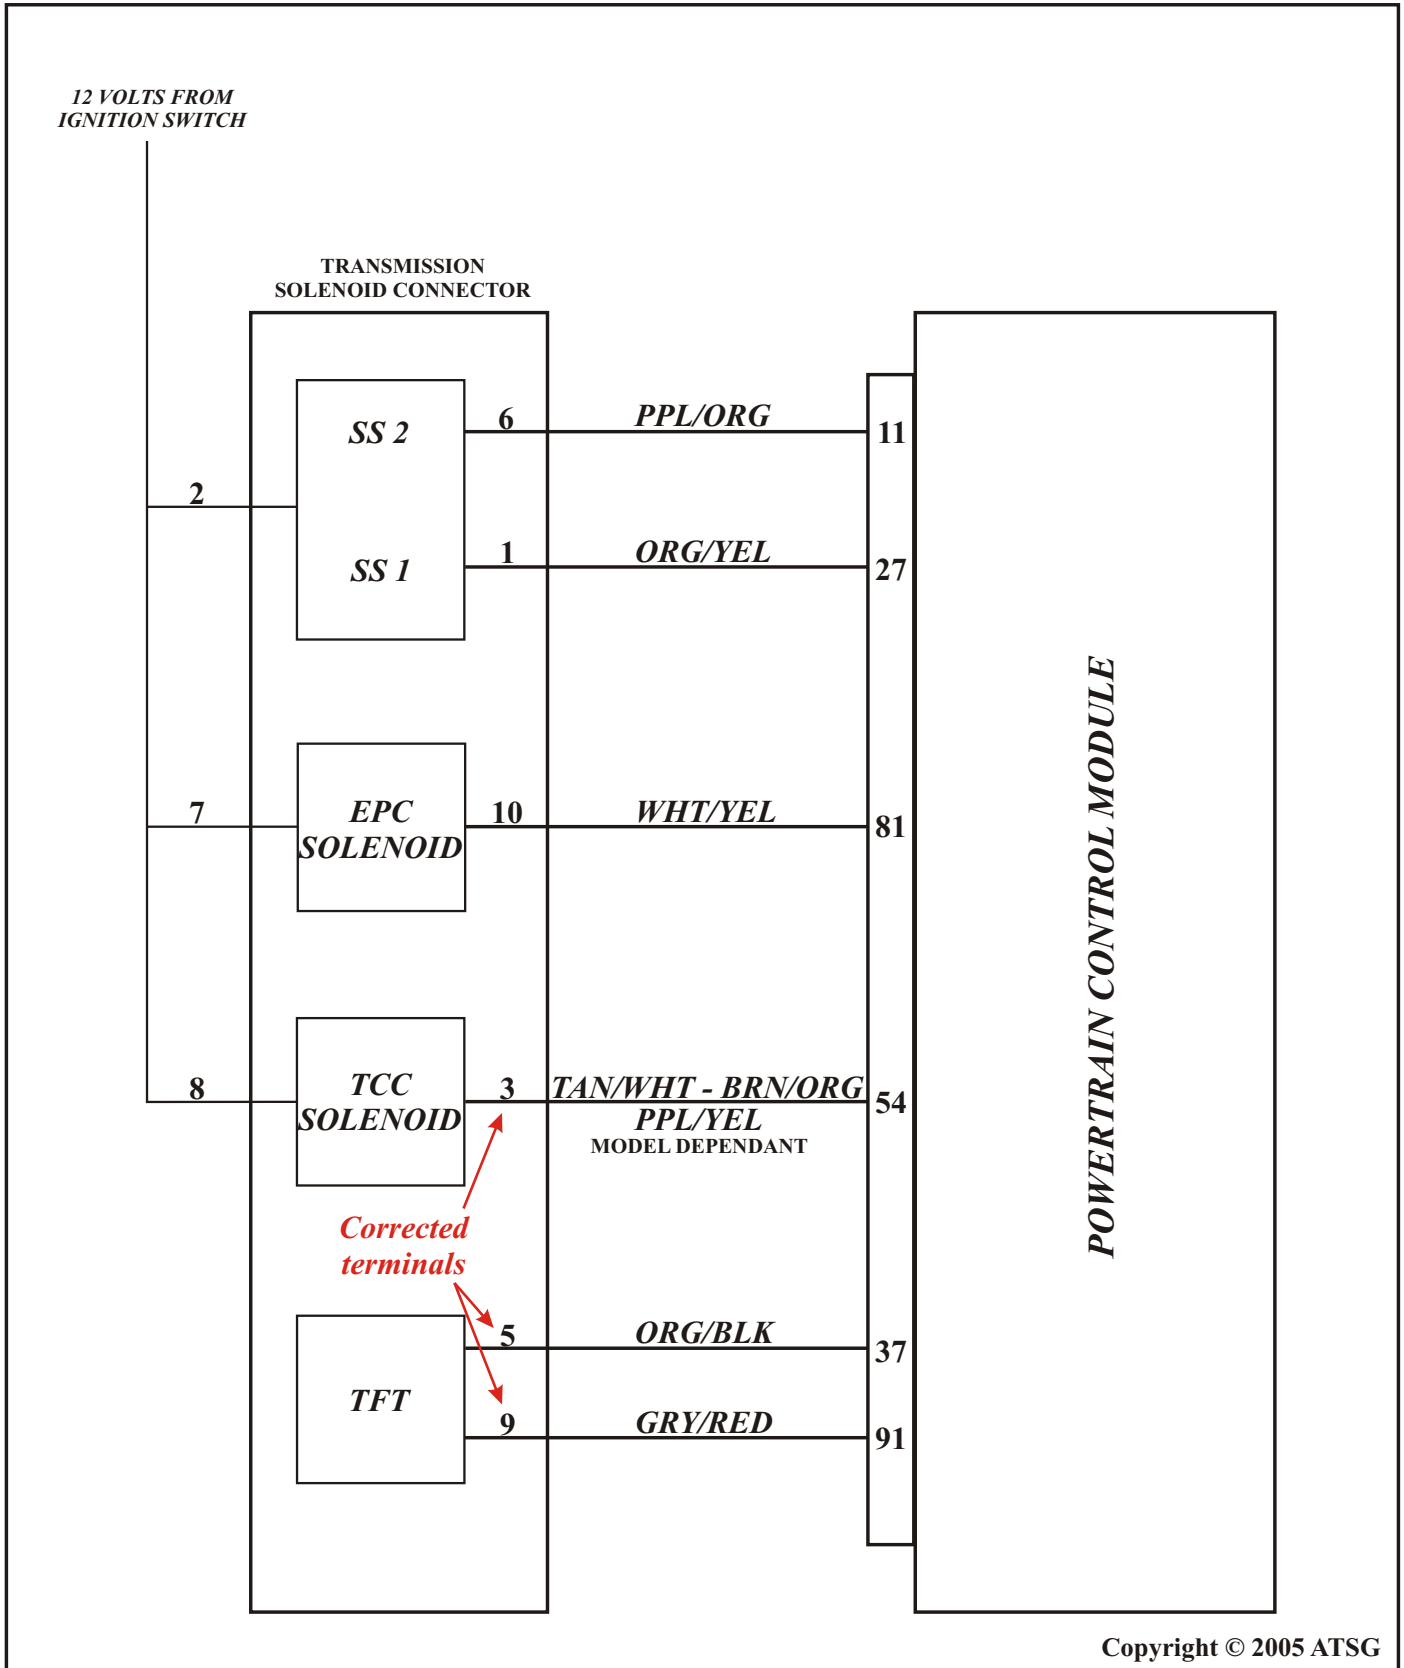 12 VOLTS FROM
IGNITION SWITCH
TRANSMISSION
SOLENOID CONNECTOR
SS 2
6
PPL/ORG
11
2
SS 1
1
ORG/YEL
27
7
EPC
SOLENOID
10
WHT/YEL
81
8
TCC
SOLENOID
3
TAN/WHT - BRN/ORG
PPL/YEL
MODEL DEPENDANT
54
Corrected
terminals
TFT
5
ORG/BLK
37
9
GRY/RED
91
POWERTRAIN CONTROL MODULE
Copyright © 2005 ATSG